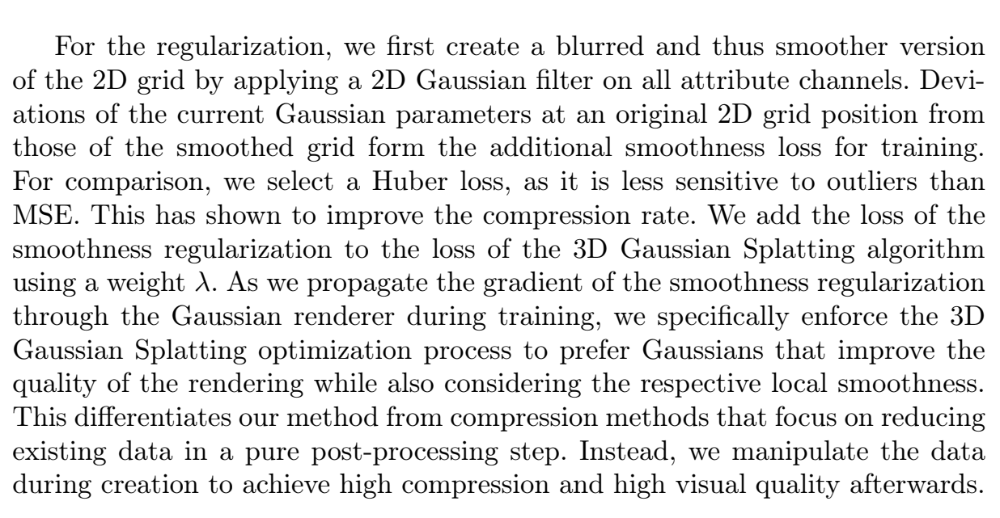 For the regularization, we first create a blurred and thus smoother version
of the 2D grid by applying a 2D Gaussian filter on all attribute channels. Devi-
ations of the current Gaussian parameters at an original 2D grid position from
those of the smoothed grid form the additional smoothness loss for training.
For comparison, we select a Huber loss, as it is less sensitive to outliers than
MSE. This has shown to improve the compression rate. We add the loss of the
smoothness regularization to the loss of the 3D Gaussian Splatting algorithm
using a weight λ. As we propagate the gradient of the smoothness regularization
through the Gaussian renderer during training, we specifically enforce the 3D
Gaussian Splatting optimization process to prefer Gaussians that improve the
quality of the rendering while also considering the respective local smoothness.
This differentiates our method from compression methods that focus on reducing
existing data in a pure post-processing step. Instead, we manipulate the data
during creation to achieve high compression and high visual quality afterwards.